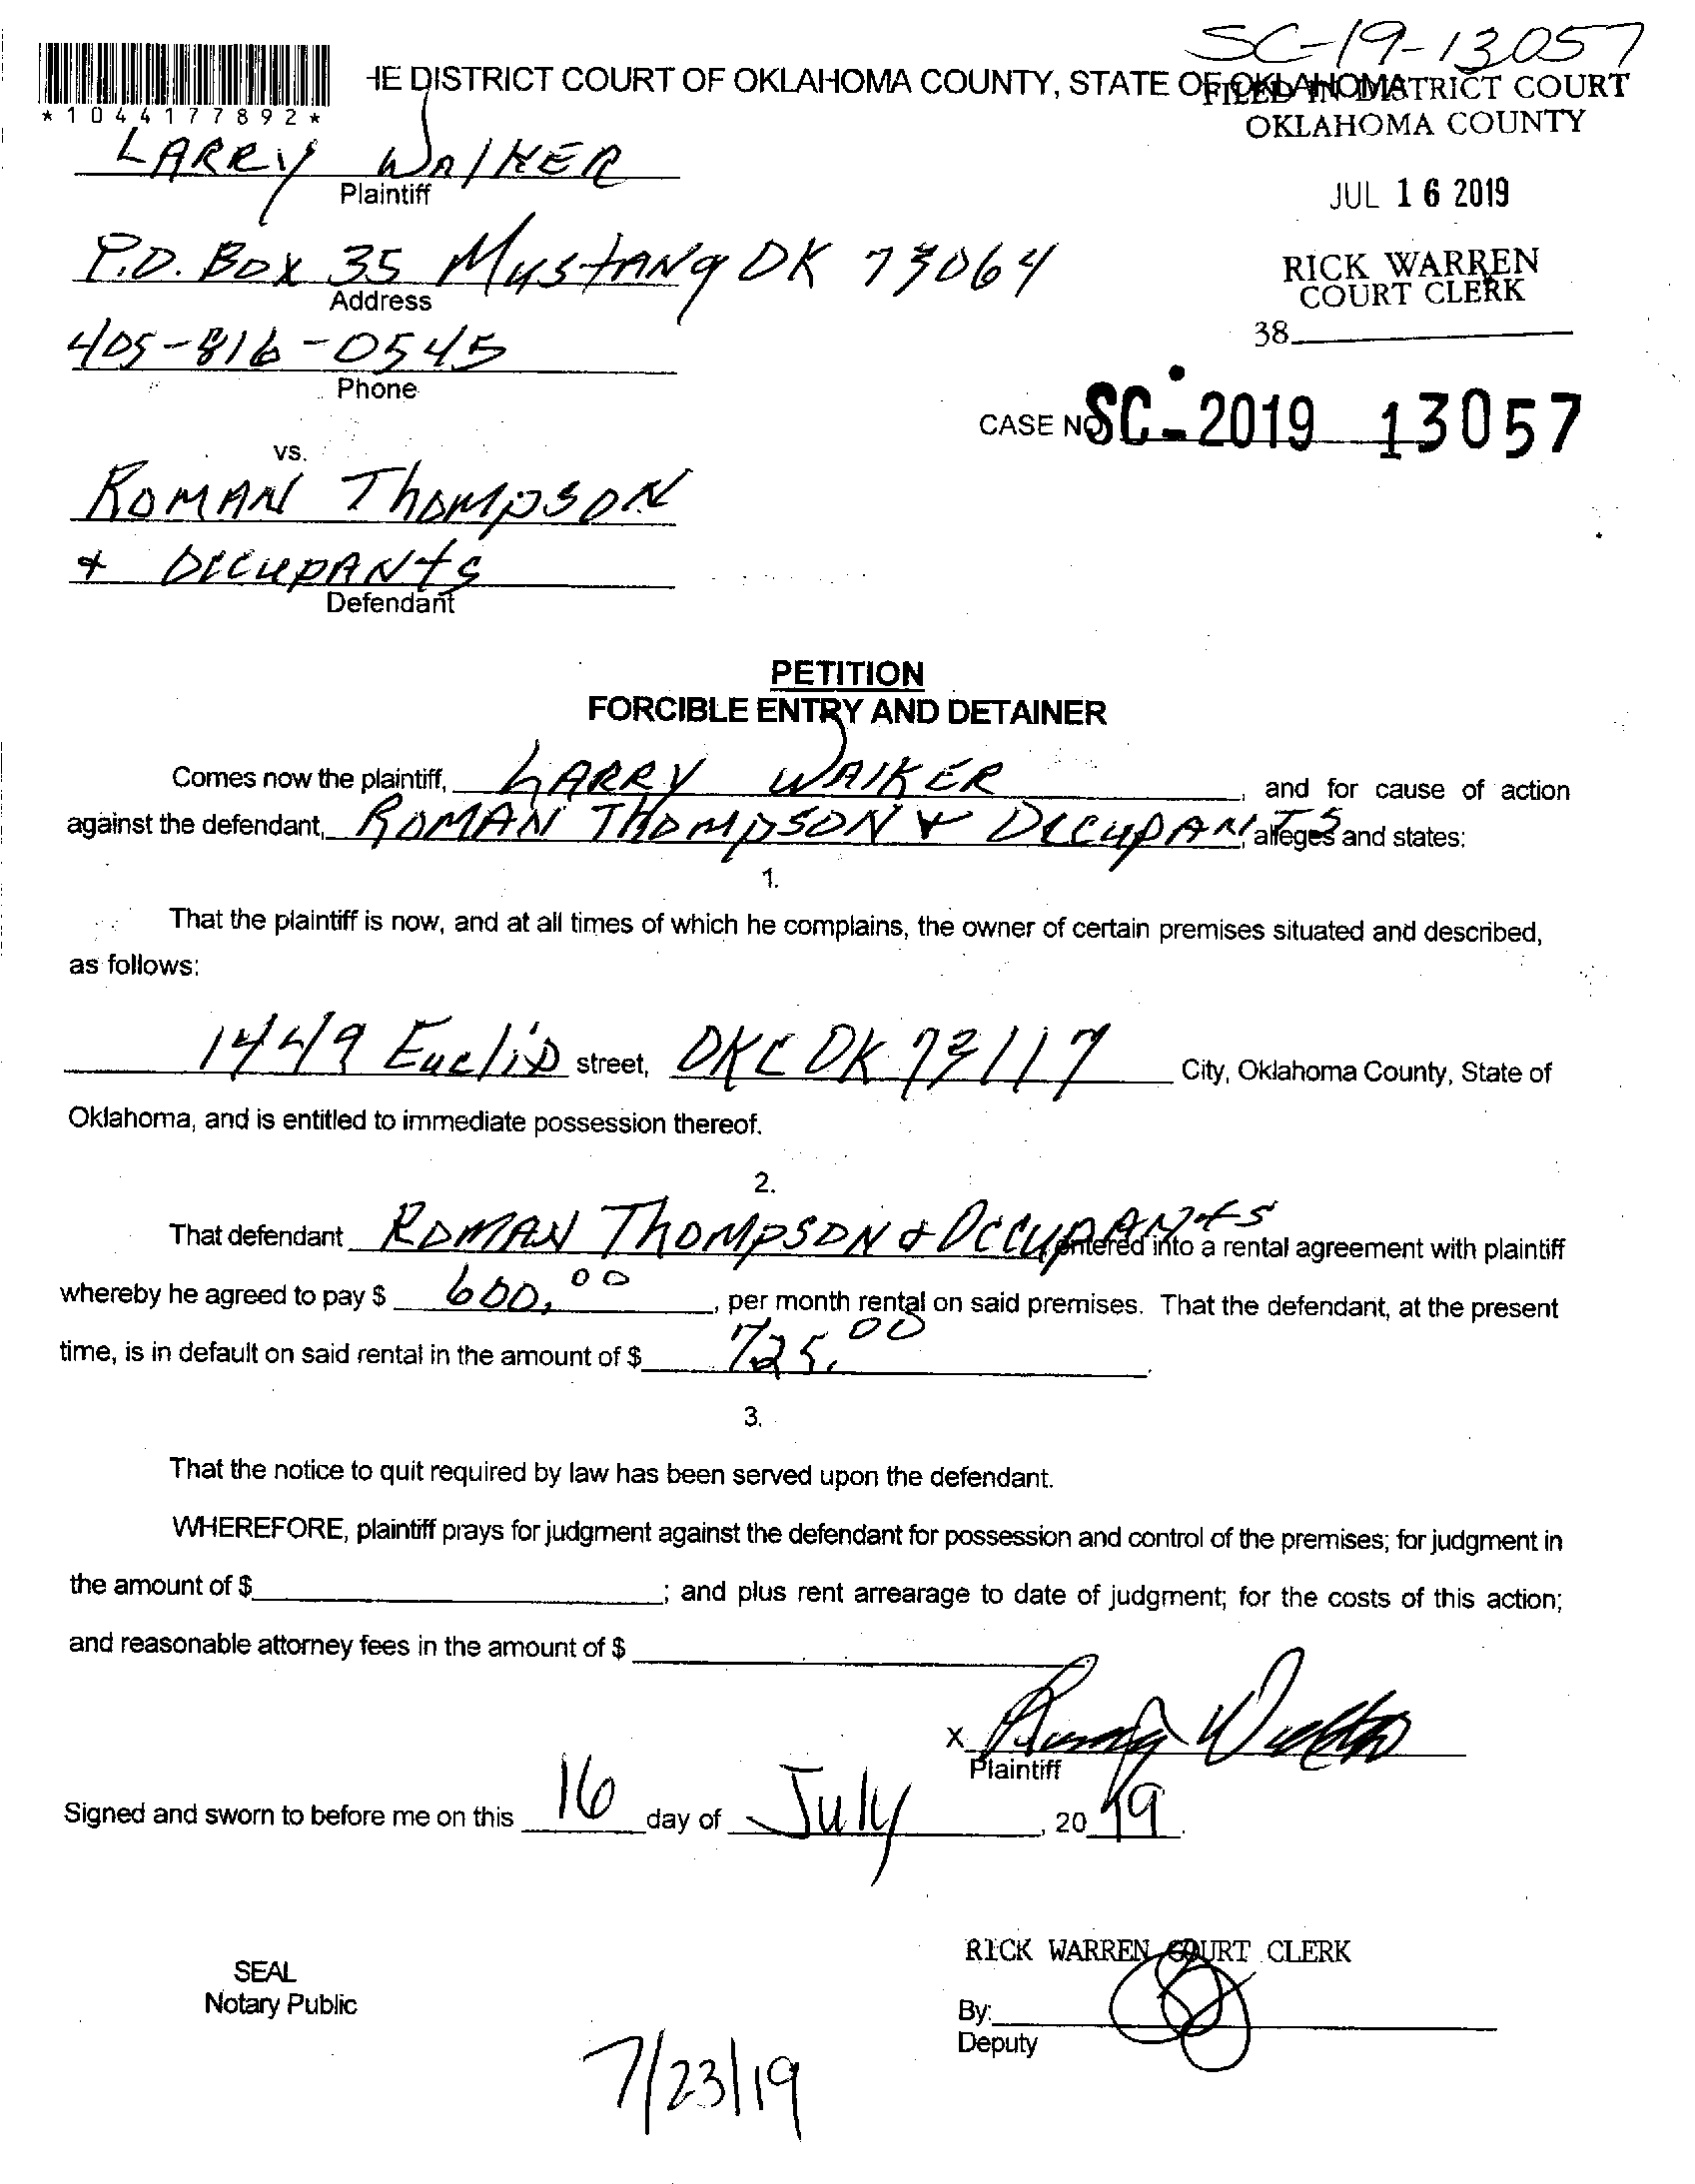 SC-19-13057
HE DISTRICT COURT OF OKLAHOMA COUNTY, STATE OF OKLAHOMA
FILED IN DISTRICT COURT
OKLAHOMA COUNTY
*1044177892*
LARRY WALKER
Plaintiff
JUL 16 2019
P.O. BOX 35 MUSTANG OK 73064
Address
RICK WARREN
COURT CLERK
38
405-816-0545
Phone
CASE NO SC-2019 13057
vs.
ROMAN THOMPSON
+ OCCUPANTS
Defendant
PETITION
FORCIBLE ENTRY AND DETAINER
Comes now the plaintiff, LARRY WALKER, and for cause of action
against the defendant, ROMAN THOMPSON + OCCUPANTS, alleges and states:
1.
That the plaintiff is now, and at all times of which he complains, the owner of certain premises situated and described,
as follows:
1449 Euclid street, OKC OK 73117 City, Oklahoma County, State of
Oklahoma, and is entitled to immediate possession thereof.
2.
That defendant ROMAN THOMPSON + OCCUPANTS, entered into a rental agreement with plaintiff
whereby he agreed to pay $ 600.00, per month rental on said premises. That the defendant, at the present
time, is in default on said rental in the amount of $ 725.00.
3.
That the notice to quit required by law has been served upon the defendant.
WHEREFORE, plaintiff prays for judgment against the defendant for possession and control of the premises; for judgment in
the amount of $ ; and plus rent arrearage to date of judgment; for the costs of this action;
and reasonable attorney fees in the amount of $
X
Plaintiff
Signed and sworn to before me on this 16 day of July, 2019.
RICK WARREN COURT CLERK
SEAL
Notary Public
By:
Deputy
7/23/19